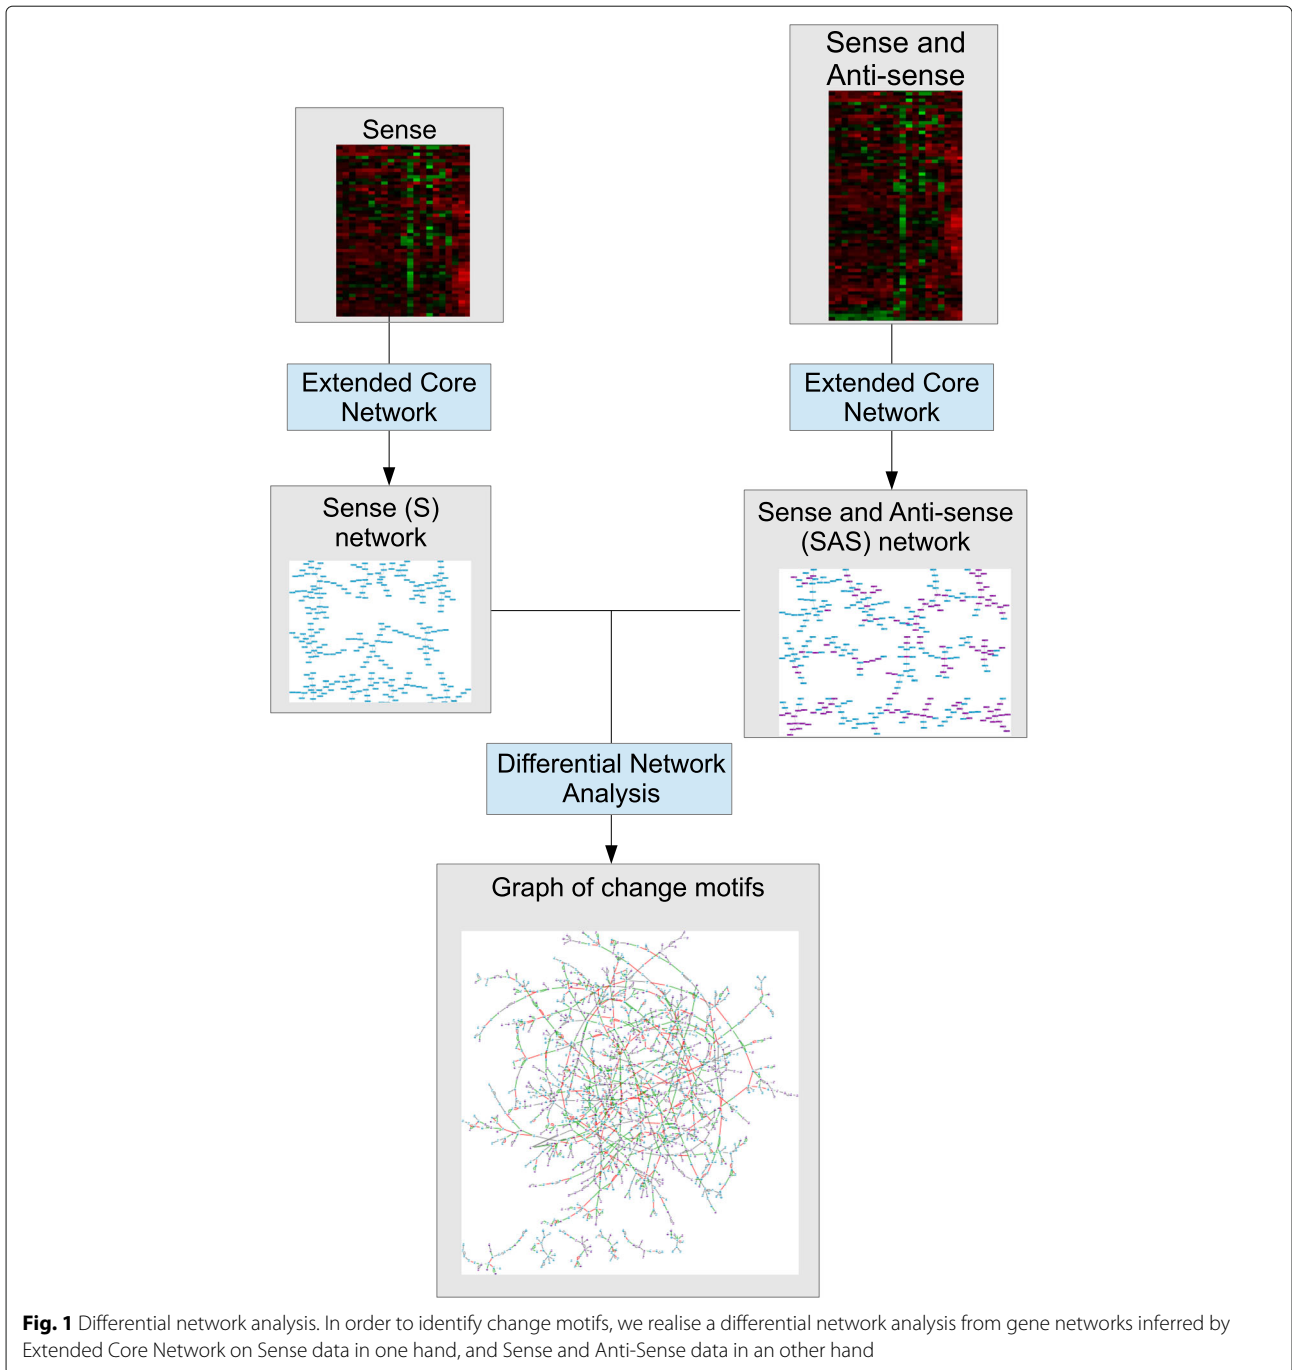 Sense
Sense and
Anti-sense
Extended Core
Network
Extended Core
Network
Sense (S)
network
Sense and Anti-sense
(SAS) network
Differential Network
Analysis
Graph of change motifs
Fig. 1 Differential network analysis. In order to identify change motifs, we realise a differential network analysis from gene networks inferred by
Extended Core Network on Sense data in one hand, and Sense and Anti-Sense data in an other hand